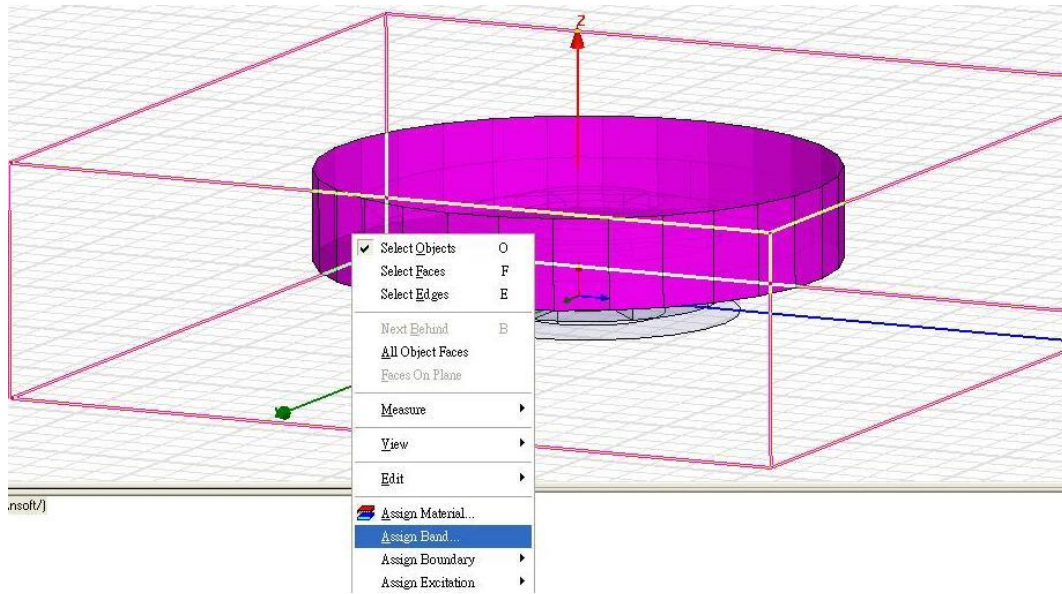 Z
Select Objects O
Select Faces F
Select Edges E
Next Behind B
All Object Faces
Faces On Plane
Measure
View
Edit
nsoft/)
Assign Material...
Assign Band...
Assign Boundary
Assign Excitation